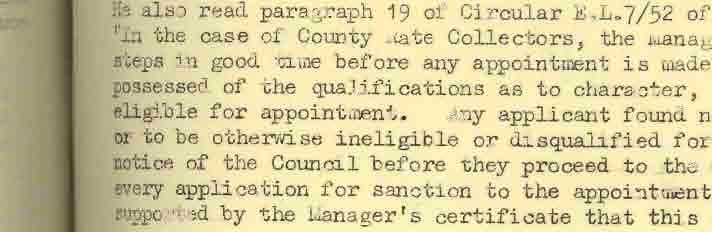 He also read paragraph 19 of Circular E.L.7/52 of
"In the case of County Rate Collectors, the Manag
steps in good time before any appointment is made
possessed of the qualifications as to character,
eligible for appointment. Any applicant found n
or to be otherwise ineligible or disqualified for
notice of the Council before they proceed to the
every application for sanction to the appointment
supported by the Manager's certificate that this